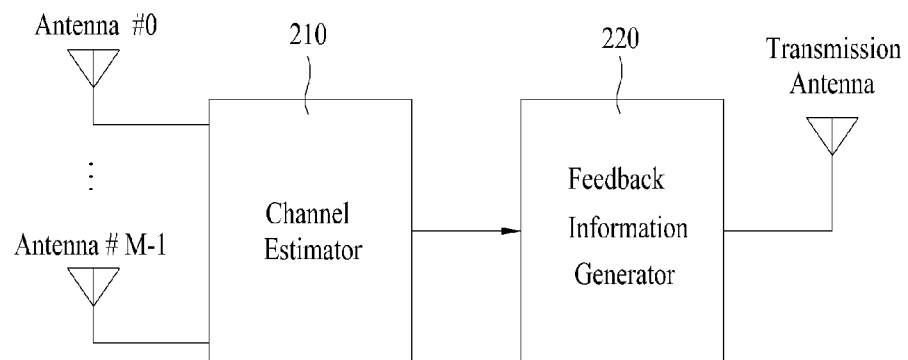 Antenna #0
210
220
Transmission
Antenna
Channel
Estimator
Feedback
Information
Generator
Antenna # M-1